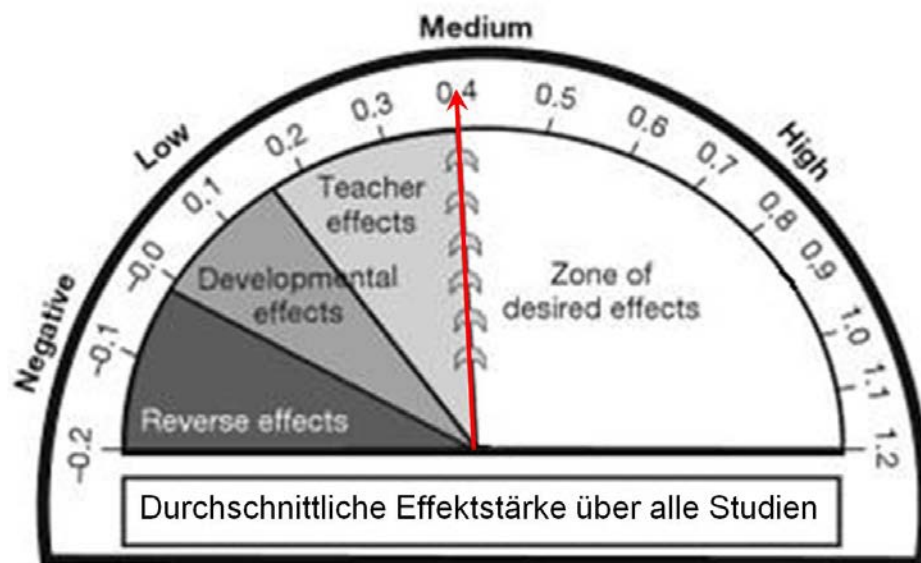 Medium
Low
High
Negative
-0.2
-0.1
-0.0
0.1
0.2
0.3
0.4
0.5
0.6
0.7
0.8
0.9
1.0
1.1
1.2
Teacher
effects
Developmental
effects
Reverse effects
Zone of
desired effects
Durchschnittliche Effektstärke über alle Studien